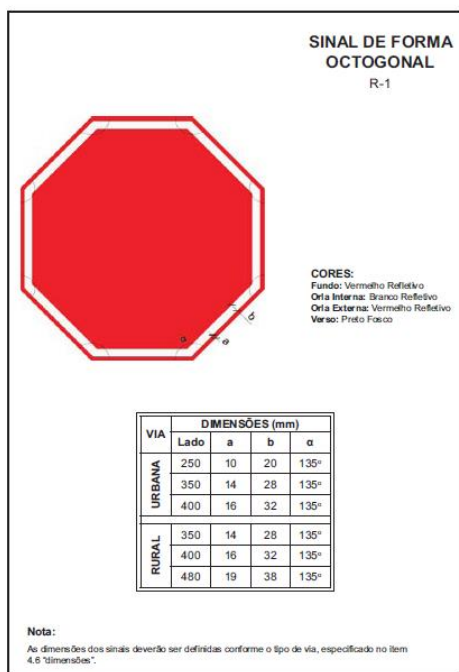 SINAL DE FORMA
OCTOGONAL
R-1
CORES:
Fundo: Vermelho Refletivo
Orla Interna: Branco Refletivo
Orla Externa: Vermelho Refletivo
Verso: Preto Fosco
b
α
a
VIA DIMENSÕES (mm)
Lado a b α
URBANA
250 10 20 135º
350 14 28 135º
400 16 32 135º
RURAL
350 14 28 135º
400 16 32 135º
480 19 38 135º
Nota:
As dimensões dos sinais deverão ser definidas conforme o tipo de via, especificado no item
4.6 "dimensões".